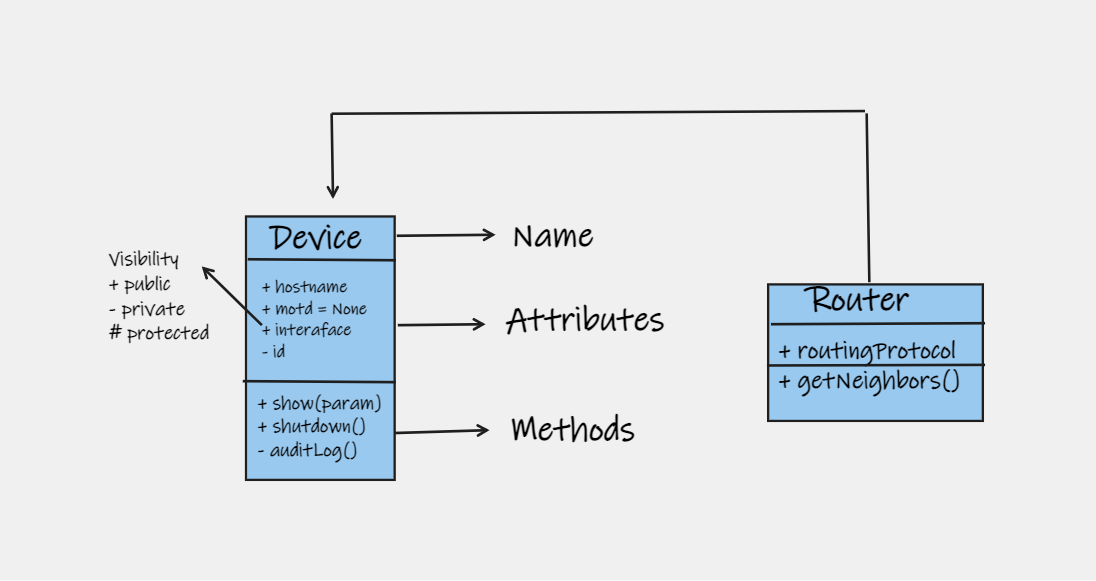 Device
Name
Visibility
+ public
- private
# protected
+ hostname
+ motd = None
+ interaface
- id
Attributes
+ show(param)
+ shutdown()
- auditLog()
Methods
Router
+ routingProtocol
+ getNeighbors()